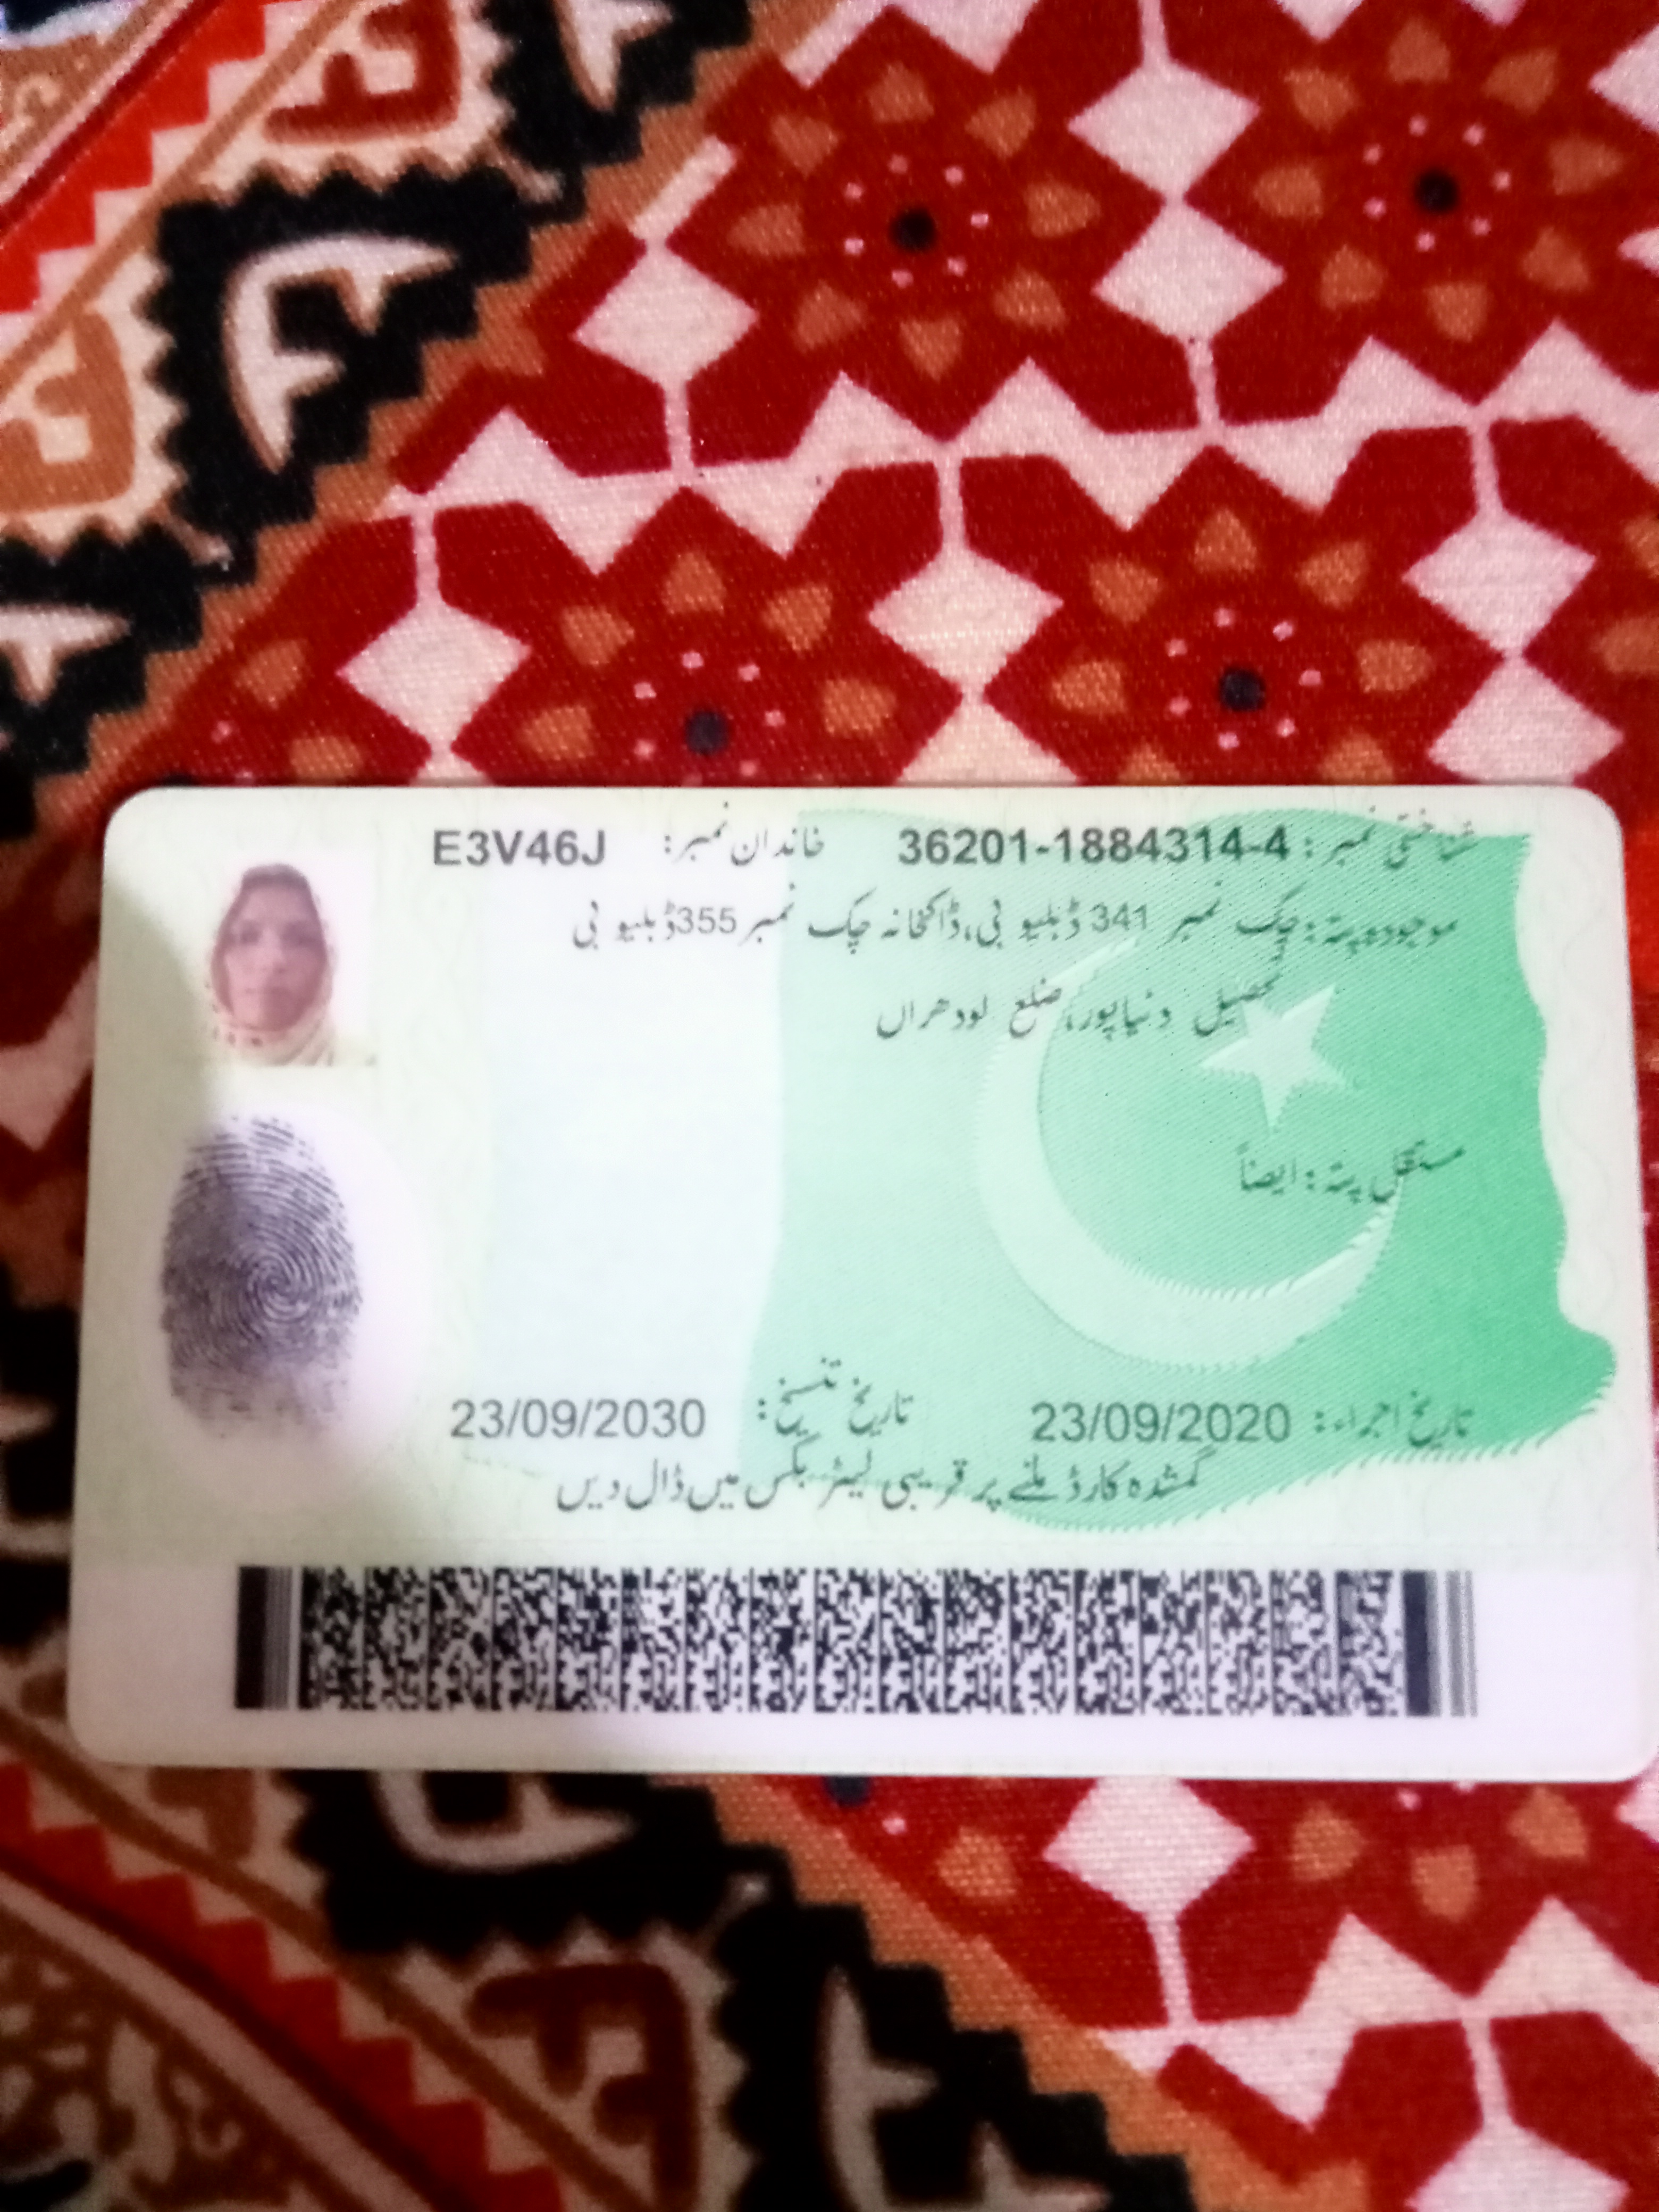 شناختی نمبر: 36201-1884314-4 خاندان نمبر: E3V46J
موجودہ پتہ: چک نمبر 341 ڈبلیو بی، ڈاکخانہ چک نمبر 355 ڈبلیو بی
تحصیل دنیاپور، ضلع لودھراں
مستقل پتہ: ایضاً
تاریخ اجراء: 23/09/2020 تاریخ تنسیخ: 23/09/2030
گمشدہ کارڈ ملنے پر قریبی لیٹر بکس میں ڈال دیں